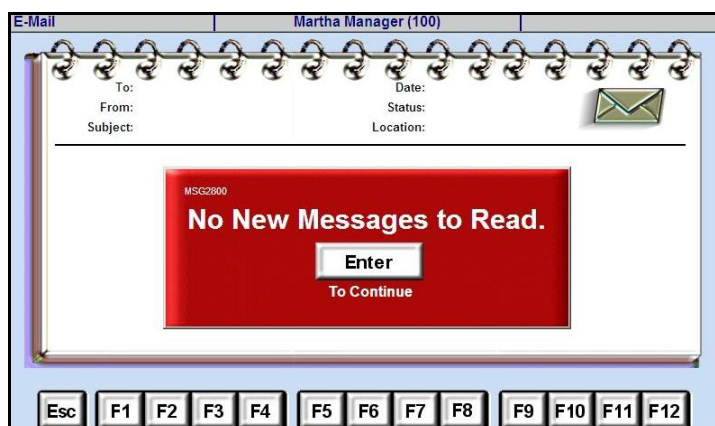 E-Mail Martha Manager (100)
To: Date:
From: Status:
Subject: Location:
MSG2800
No New Messages to Read.
Enter
To Continue
Esc F1 F2 F3 F4 F5 F6 F7 F8 F9 F10 F11 F12